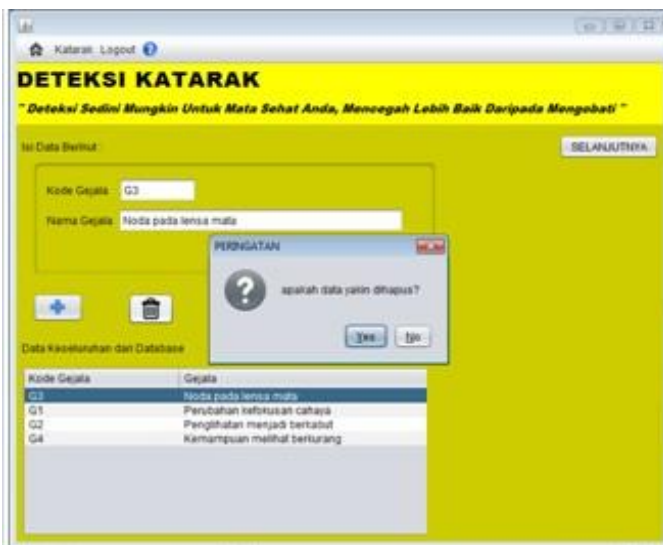 Katarak Logout
DETEKSI KATARAK
" Deteksi Sedini Mungkin Untuk Mata Sehat Anda, Mencegah Lebih Baik Daripada Mengobati "
Isi Data Berikut :
SELANJUTNYA
Kode Gejala G3
Nama Gejala Noda pada lensa mata
PERINGATAN
apakah data yakin dihapus?
Yes No
Data Keseluruhan dari Database
Kode Gejala Gejala
G3 Noda pada lensa mata
G1 Perubahan kefokusan cahaya
G2 Penglihatan menjadi berkabut
G4 Kemampuan melihat berkurang